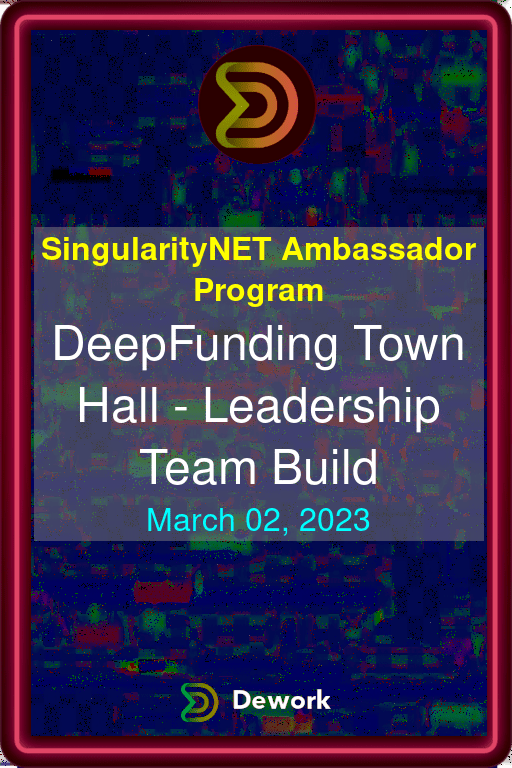 SingularityNET Ambassador
Program
DeepFunding Town
Hall - Leadership
Team Build
March 02, 2023
Dework